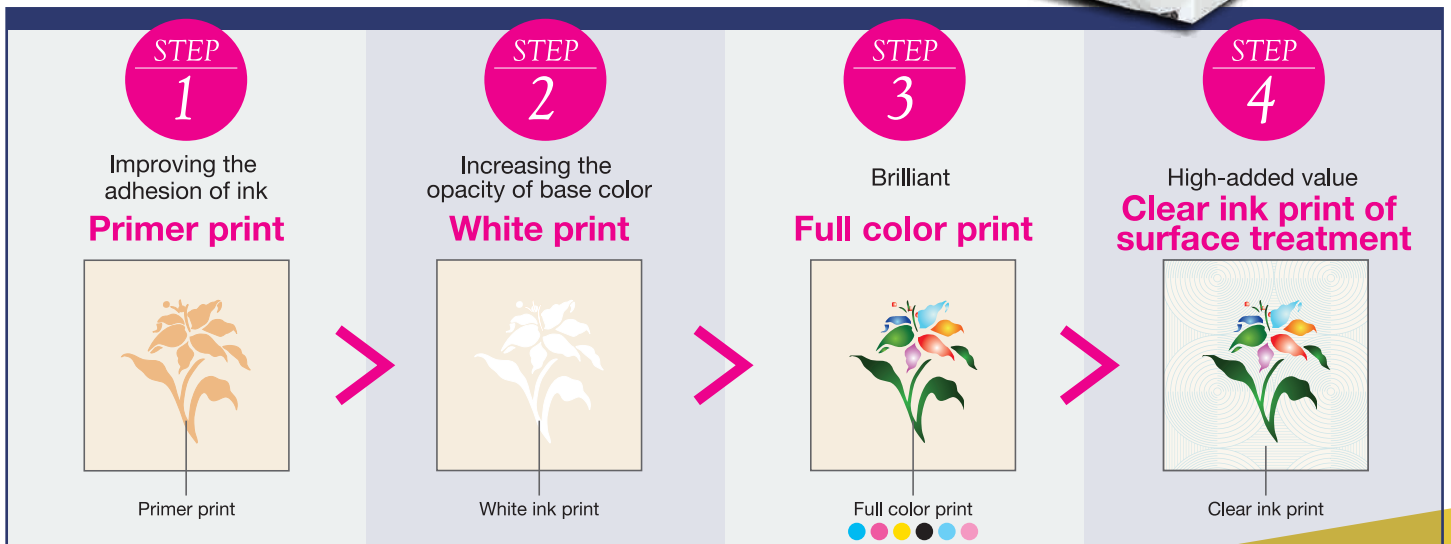 STEP
1
Improving the
adhesion of ink
Primer print
Primer print
STEP
2
Increasing the
opacity of base color
White print
White ink print
STEP
3
Brilliant
Full color print
Full color print
STEP
4
High-added value
Clear ink print of
surface treatment
Clear ink print